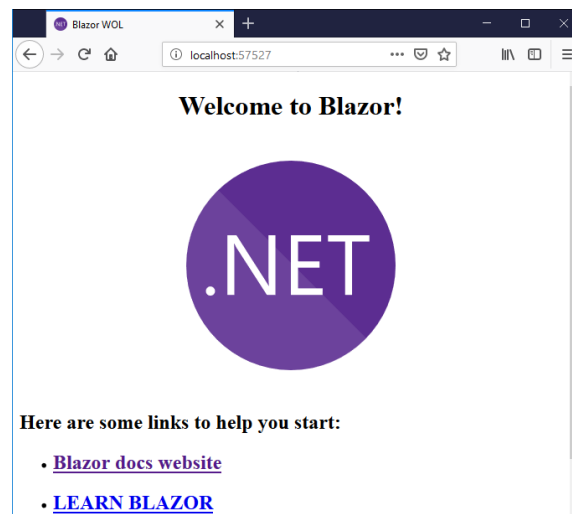 Blazor WOL
localhost:57527
Welcome to Blazor!
.NET
Here are some links to help you start:
• Blazor docs website
• LEARN BLAZOR